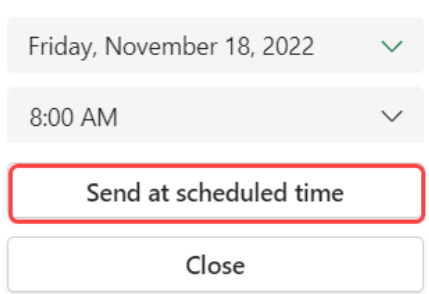 Friday, November 18, 2022
8:00 AM
Send at scheduled time
Close